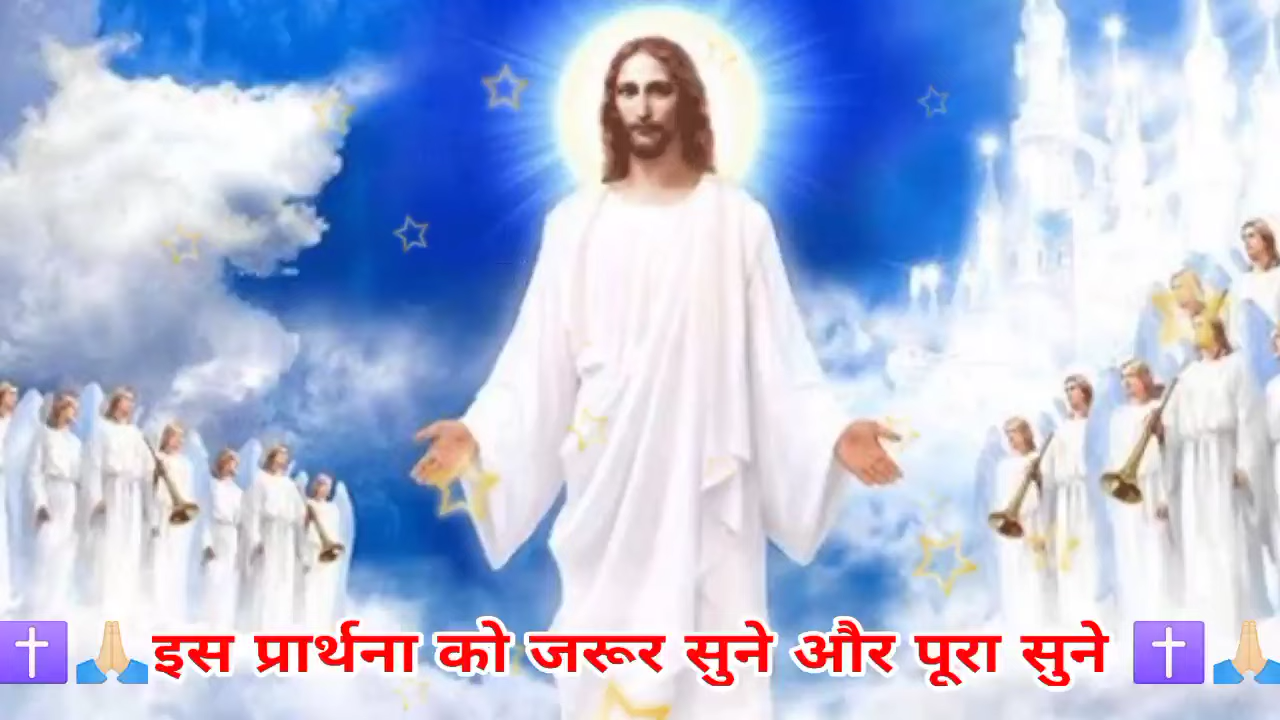 ✝️🙏🏼इस प्रार्थना को जरूर सुने और पूरा सुने ✝️🙏🏼